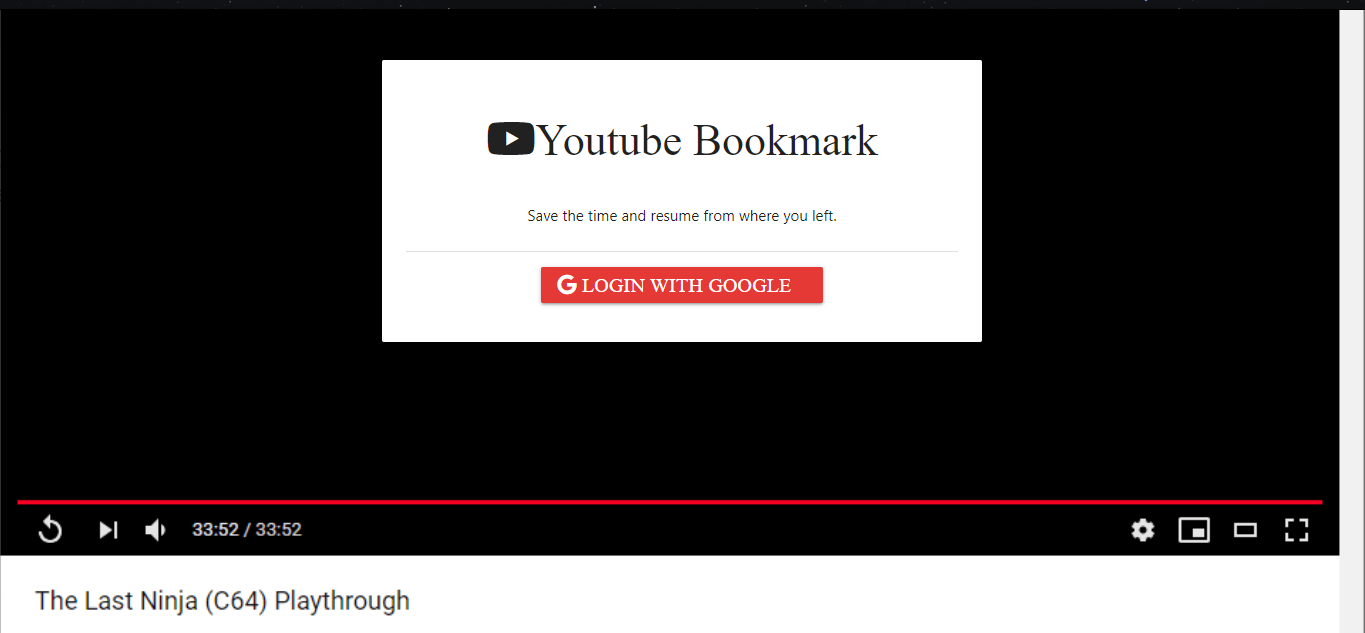 Youtube Bookmark
Save the time and resume from where you left.
LOGIN WITH GOOGLE
33:52 / 33:52
The Last Ninja (C64) Playthrough